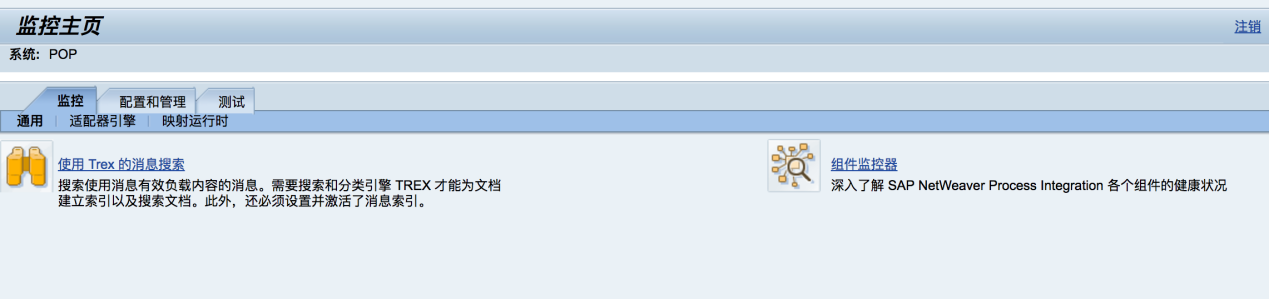 监控主页
注销
系统: POP
监控 配置和管理 测试
通用 适配器引擎 映射运行时
使用 Trex 的消息搜索
搜索使用消息有效负载内容的消息。需要搜索和分类引擎 TREX 才能为文档
建立索引以及搜索文档。此外，还必须设置并激活了消息索引。
组件监控器
深入了解 SAP NetWeaver Process Integration 各个组件的健康状况